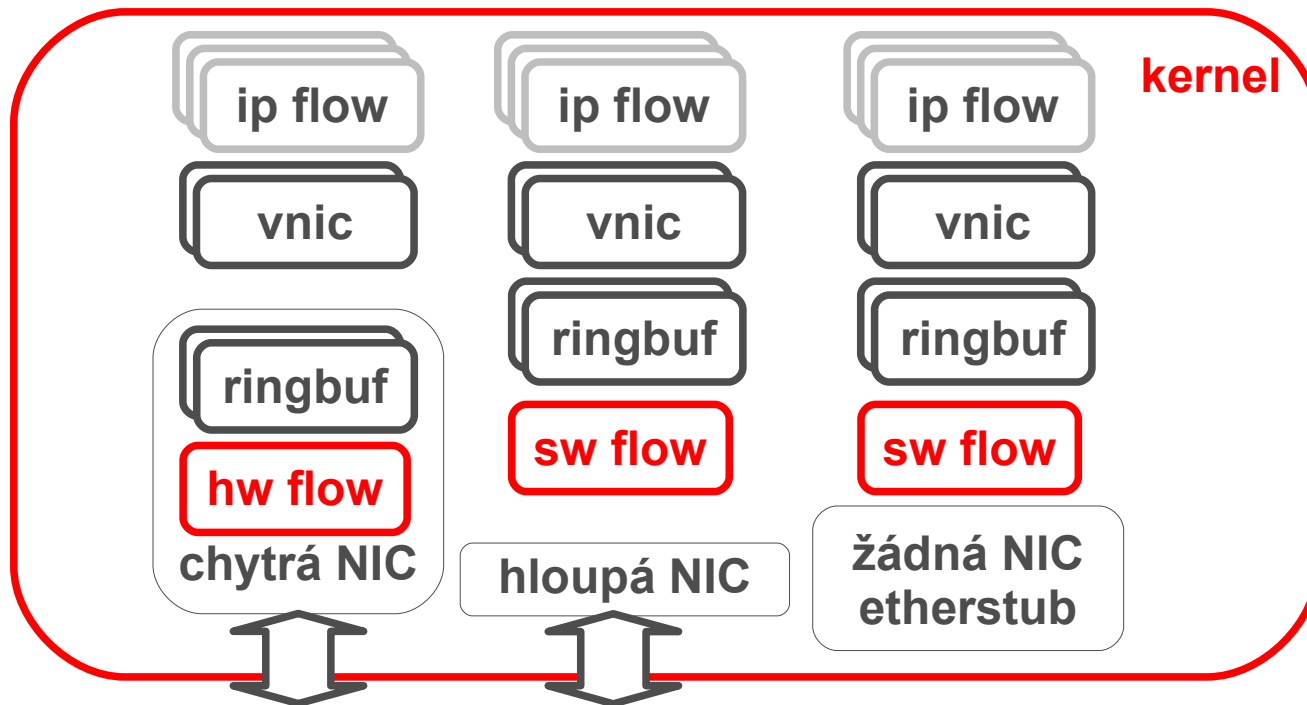 kernel
ip flow
vnic
ringbuf
hw flow
chytrá NIC
ip flow
vnic
ringbuf
sw flow
hloupá NIC
ip flow
vnic
ringbuf
sw flow
žádná NIC
etherstub